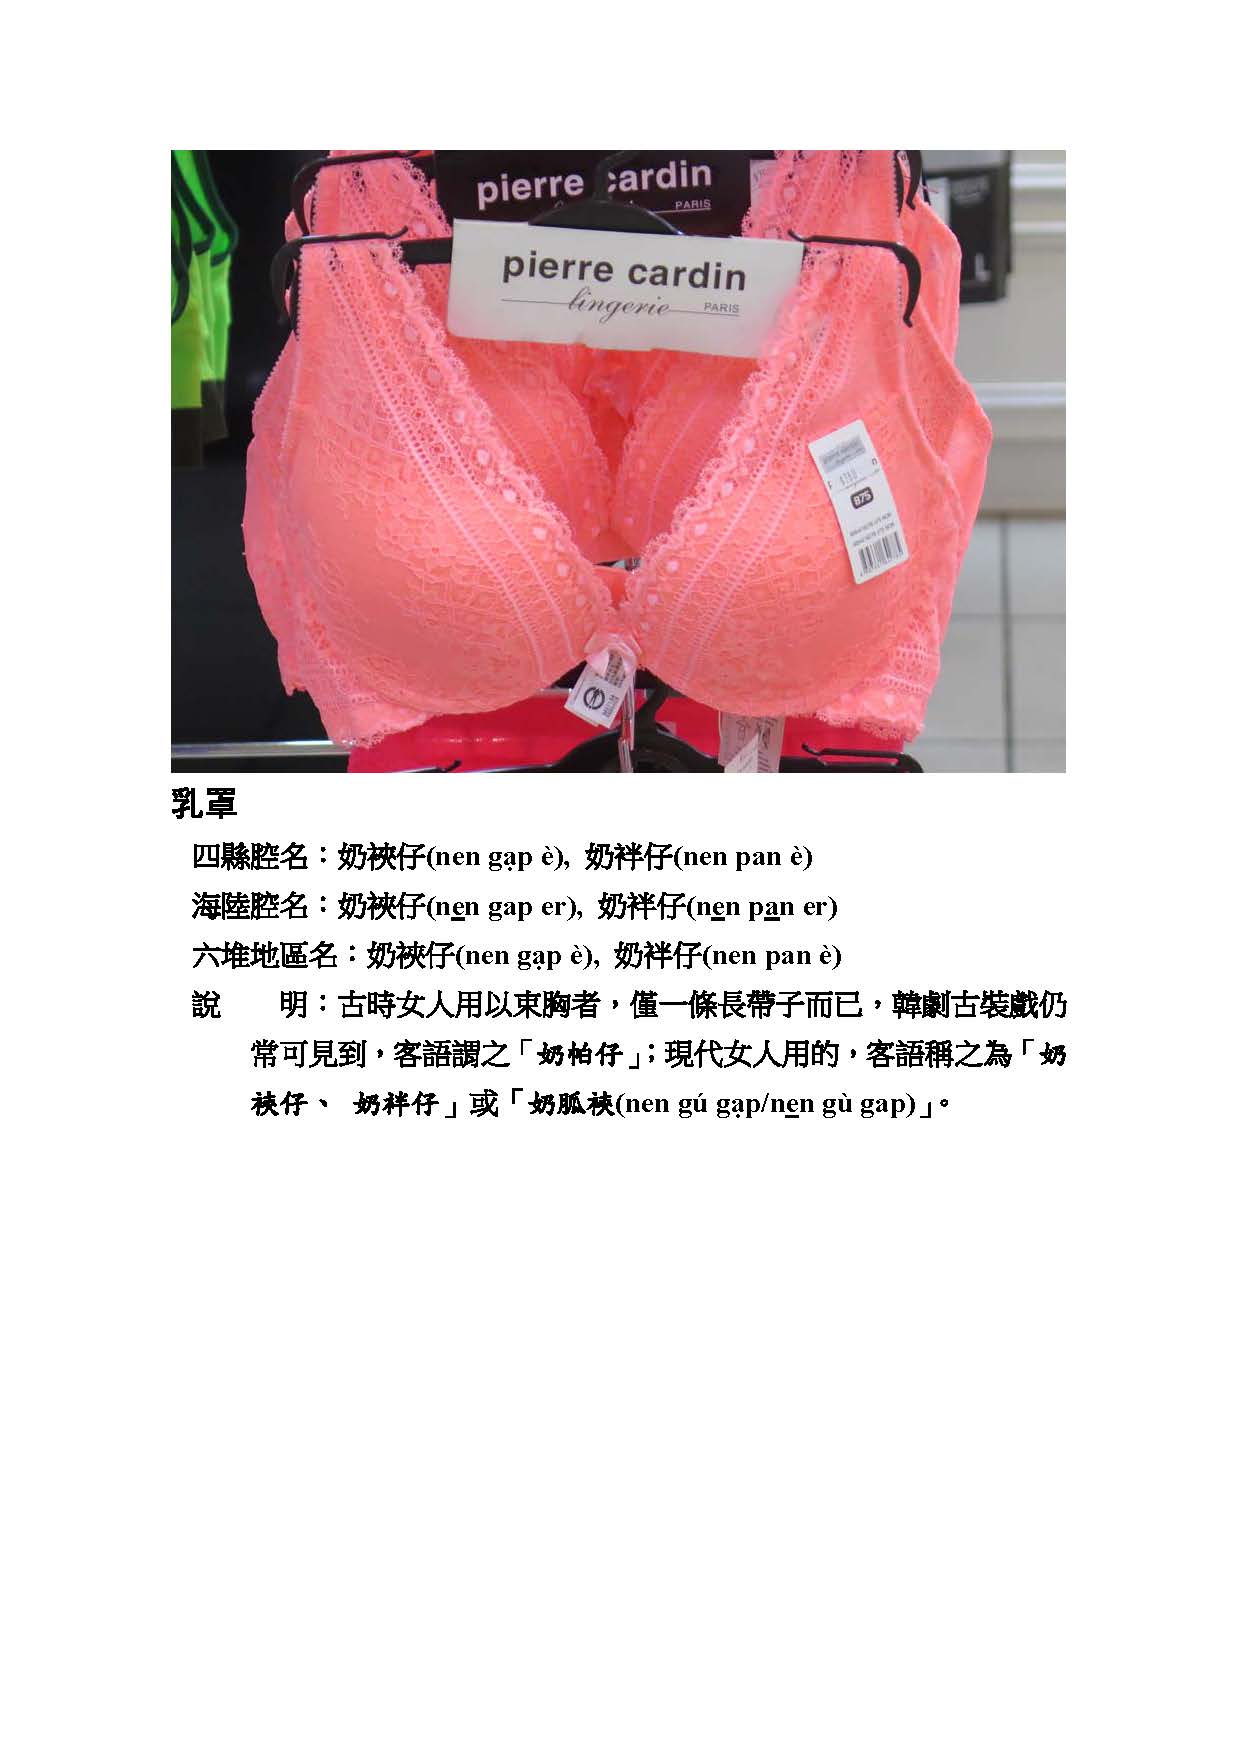 pierre cardin
PARIS
pierre cardin
lingerie
PARIS
L
B75
乳罩
四縣腔名：奶裌仔(nen gạp è), 奶袢仔(nen pan è)
海陸腔名：奶裌仔(ne̲n gap er), 奶袢仔(ne̲n pa̲n er)
六堆地區名：奶裌仔(nen gạp è), 奶袢仔(nen pan è)
說　　明：古時女人用以束胸者，僅一條長帶子而已，韓劇古裝戲仍
常可見到，客語謂之「奶帕仔」；現代女人用的，客語稱之為「奶
裌仔、 奶袢仔」或「奶胍裌(nen gú gạp/ne̲n gù gap)」。